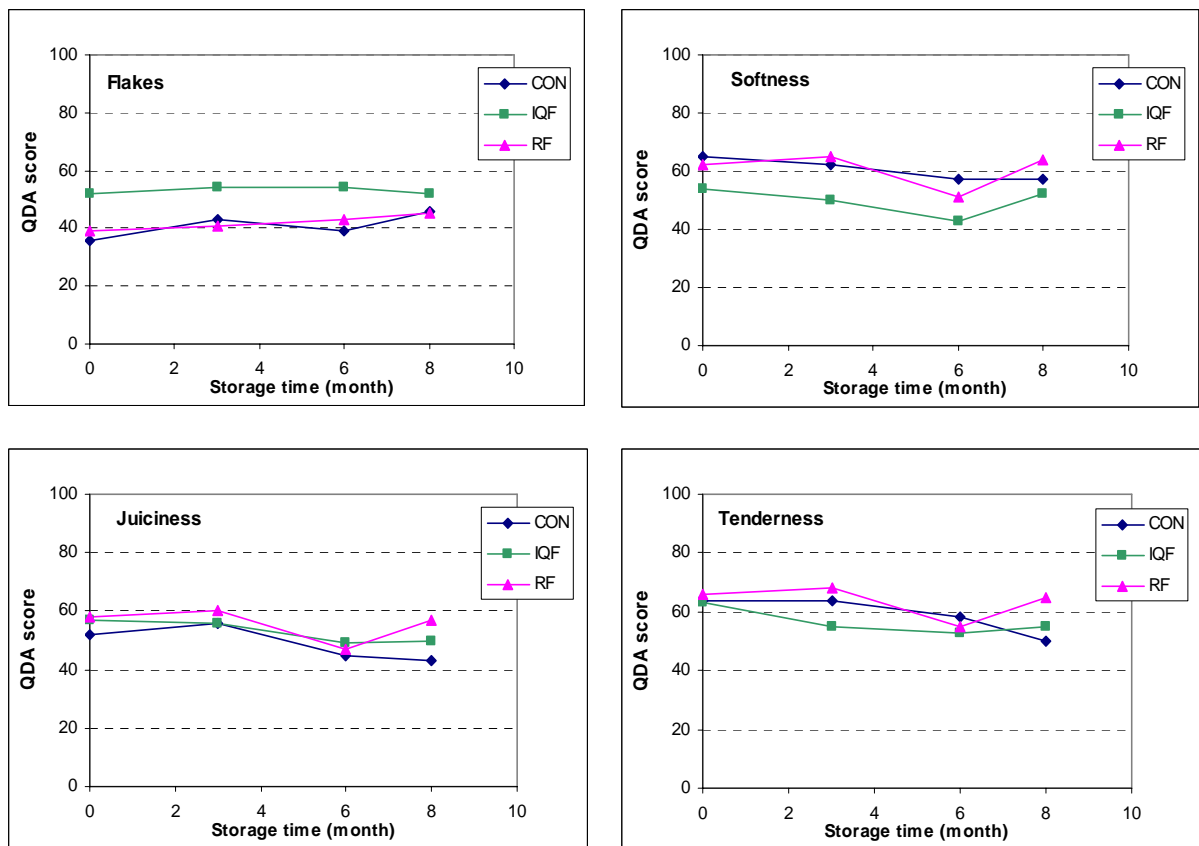 Flakes
CON
IQF
RF
QDA score
100
80
60
40
20
0
0 2 4 6 8 10
Storage time (month)
Softness
CON
IQF
RF
QDA score
100
80
60
40
20
0
0 2 4 6 8 10
Storage time (month)
Juiciness
CON
IQF
RF
QDA score
100
80
60
40
20
0
0 2 4 6 8 10
Storage time (month)
Tenderness
CON
IQF
RF
QDA score
100
80
60
40
20
0
0 2 4 6 8 10
Storage time (month)